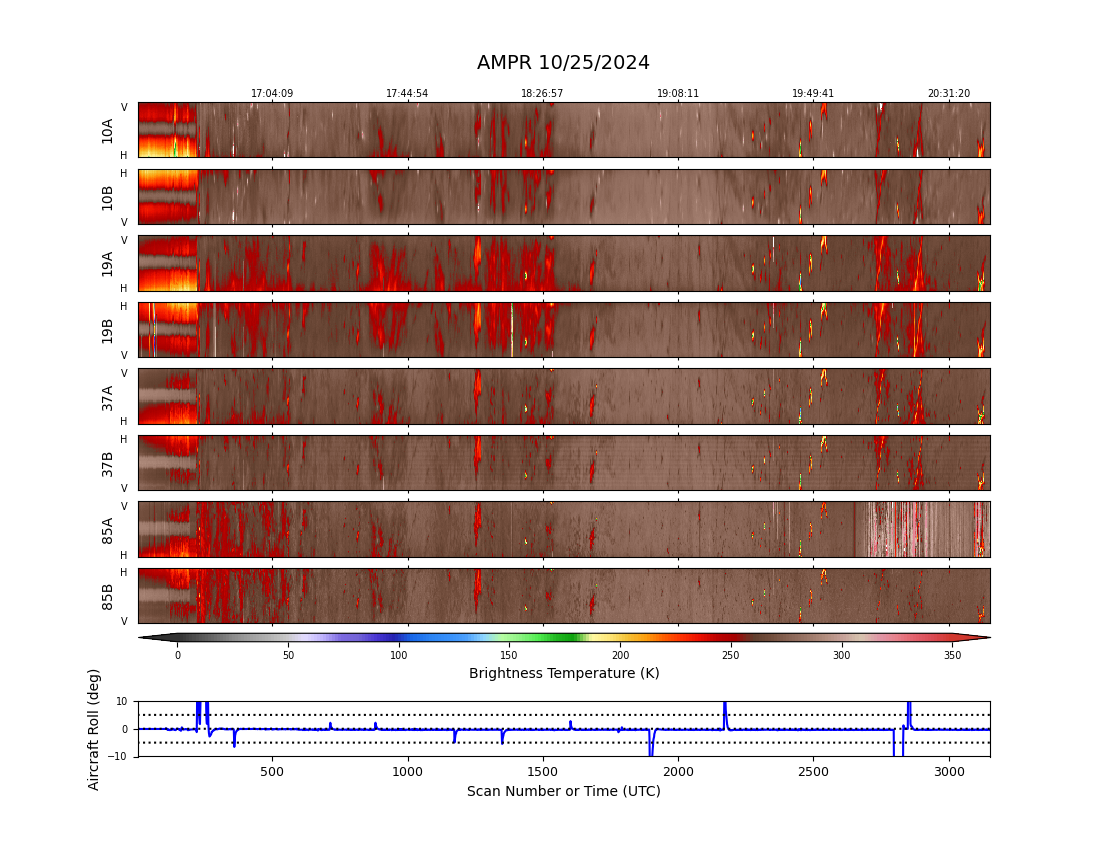 AMPR 10/25/2024
17:04:09 17:44:54 18:26:57 19:08:11 19:49:41 20:31:20
V
10A
H
H
10B
V
V
19A
H
H
19B
V
V
37A
H
H
37B
V
V
85A
H
H
85B
V
0 50 100 150 200 250 300 350
Brightness Temperature (K)
Aircraft Roll (deg)
10
0
−10
500 1000 1500 2000 2500 3000
Scan Number or Time (UTC)